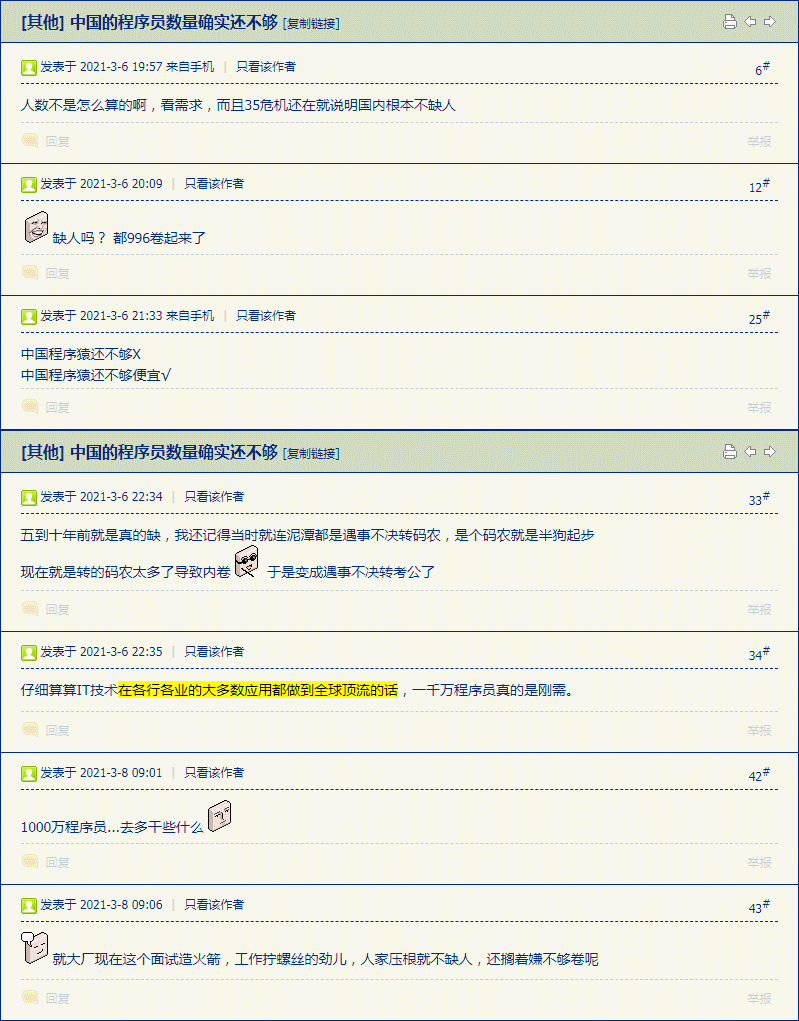 [其他] 中国的程序员数量确实还不够 [复制链接]
发表于 2021-3-6 19:57 来自手机 | 只看该作者 6#
人数不是怎么算的啊，看需求，而且35危机还在就说明国内根本不缺人
回复 举报
发表于 2021-3-6 20:09 | 只看该作者 12#
缺人吗？ 都996卷起来了
回复 举报
发表于 2021-3-6 21:33 来自手机 | 只看该作者 25#
中国程序猿还不够X
中国程序猿还不够便宜√
回复 举报
[其他] 中国的程序员数量确实还不够 [复制链接]
发表于 2021-3-6 22:34 | 只看该作者 33#
五到十年前就是真的缺，我还记得当时就连泥潭都是遇事不决转码农，是个码农就是半狗起步
现在就是转的码农太多了导致内卷 于是变成遇事不决转考公了
回复 举报
发表于 2021-3-6 22:35 | 只看该作者 34#
仔细算算IT技术在各行各业的大多数应用都做到全球顶流的话，一千万程序员真的是刚需。
回复 举报
发表于 2021-3-8 09:01 | 只看该作者 42#
1000万程序员...去多干些什么
回复 举报
发表于 2021-3-8 09:06 | 只看该作者 43#
就大厂现在这个面试造火箭，工作拧螺丝的劲儿，人家压根就不缺人，还搁着嫌不够卷呢
回复 举报